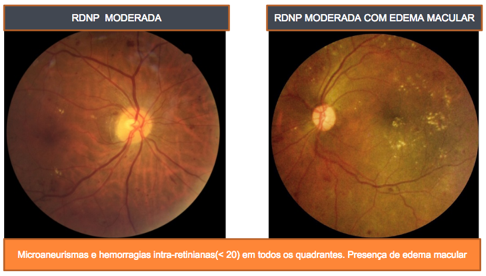 RDNP MODERADA
RDNP MODERADA COM EDEMA MACULAR
Microaneurismas e hemorragias intra-retinianas(< 20) em todos os quadrantes. Presença de edema macular